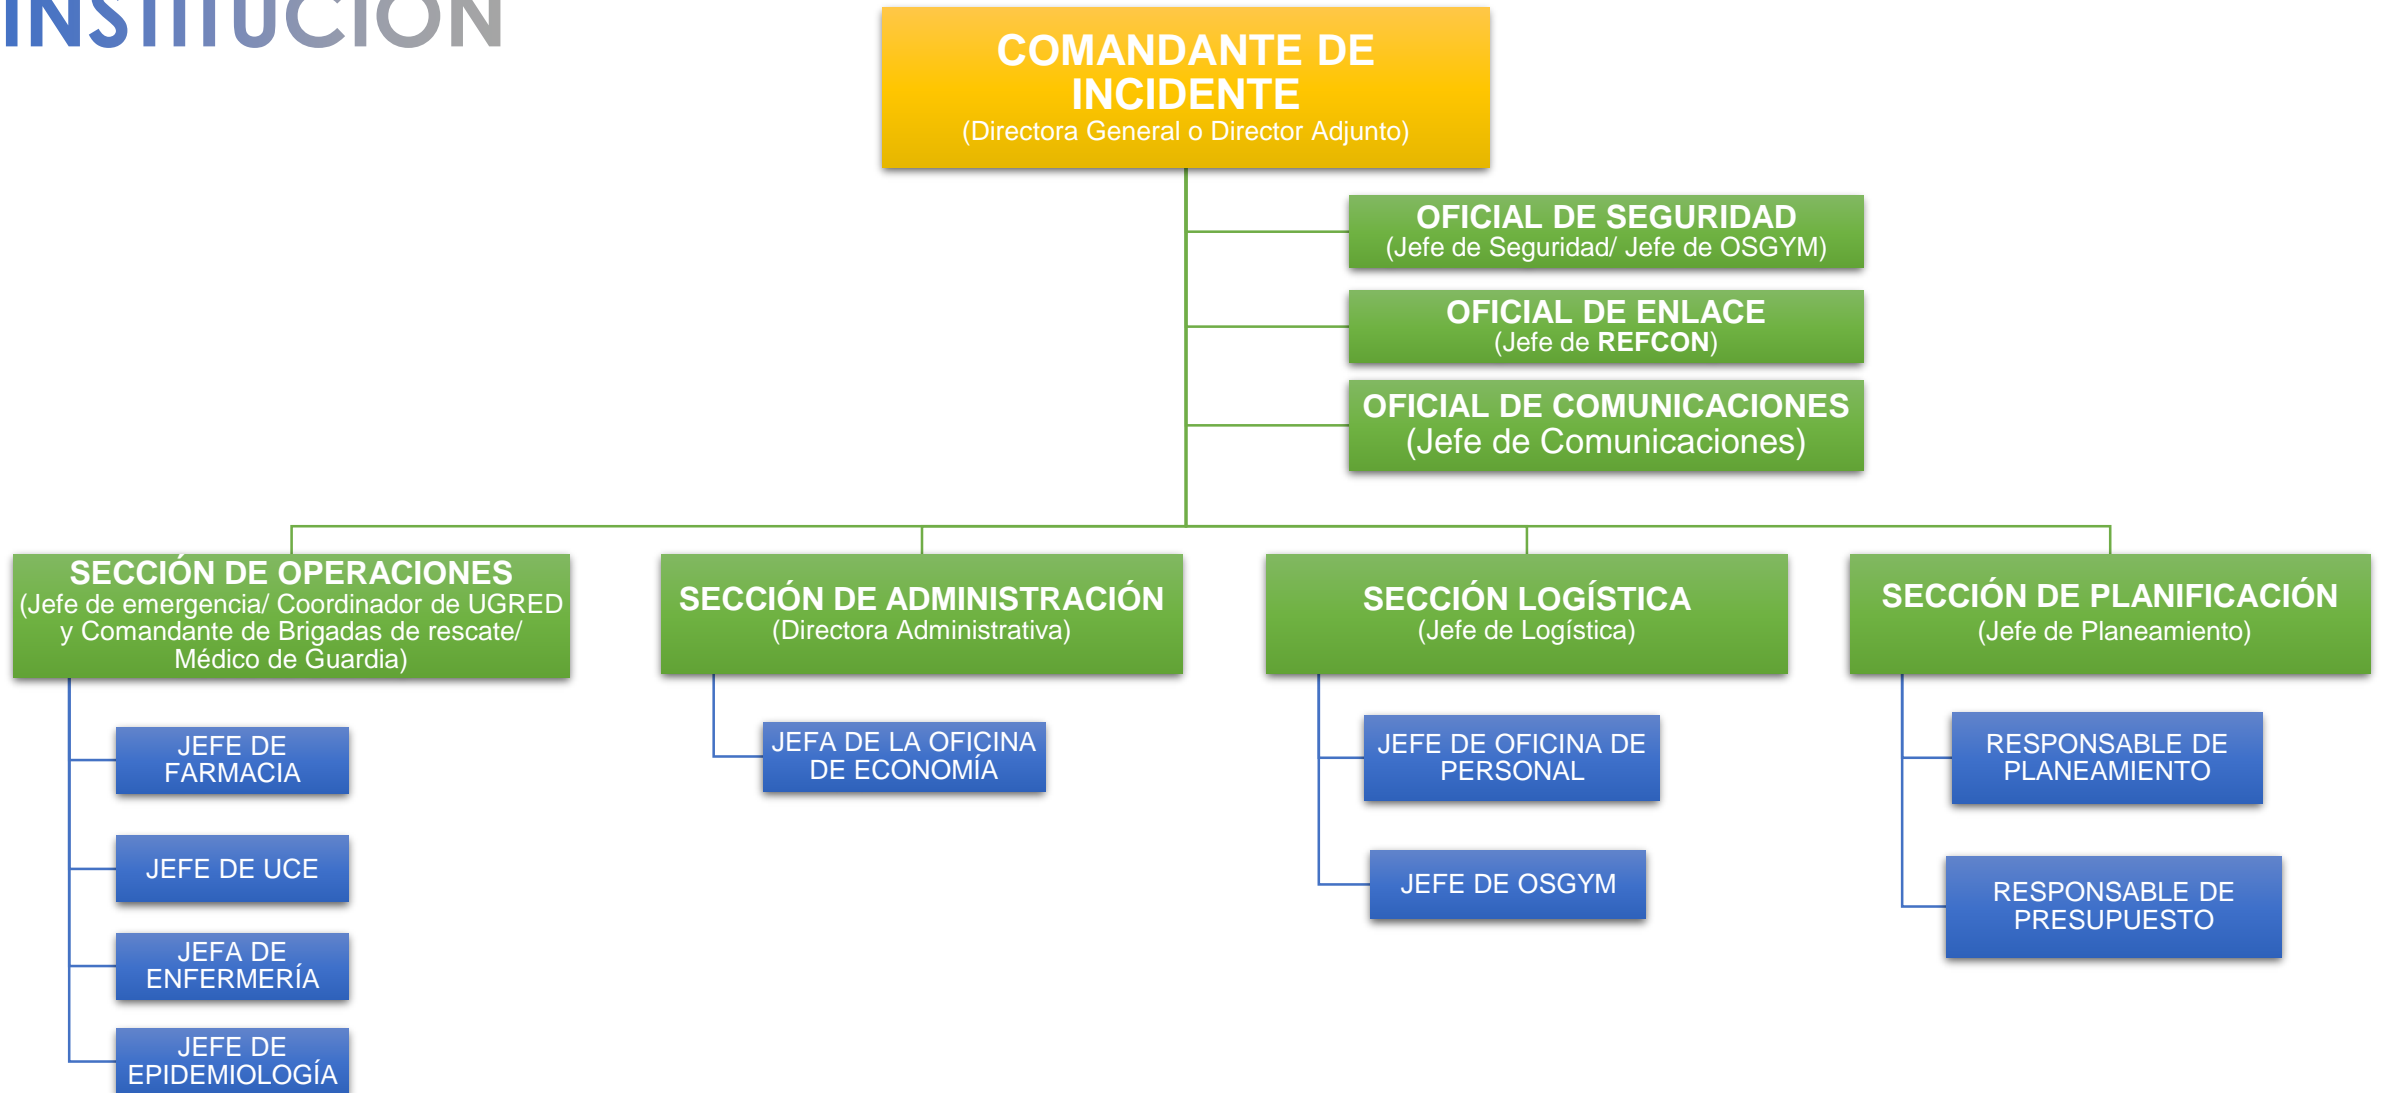 INSTITUCIÓN
COMANDANTE DE
INCIDENTE
(Directora General o Director Adjunto)
OFICIAL DE SEGURIDAD
(Jefe de Seguridad/ Jefe de OSGYM)
OFICIAL DE ENLACE
(Jefe de REFCON)
OFICIAL DE COMUNICACIONES
(Jefe de Comunicaciones)
SECCIÓN DE OPERACIONES
(Jefe de emergencia/ Coordinador de UGRED
y Comandante de Brigadas de rescate/
Médico de Guardia)
JEFE DE
FARMACIA
JEFE DE UCE
JEFA DE
ENFERMERÍA
JEFE DE
EPIDEMIOLOGÍA
SECCIÓN DE ADMINISTRACIÓN
(Directora Administrativa)
JEFA DE LA OFICINA
DE ECONOMÍA
SECCIÓN LOGÍSTICA
(Jefe de Logística)
JEFE DE OFICINA DE
PERSONAL
JEFE DE OSGYM
SECCIÓN DE PLANIFICACIÓN
(Jefe de Planeamiento)
RESPONSABLE DE
PLANEAMIENTO
RESPONSABLE DE
PRESUPUESTO